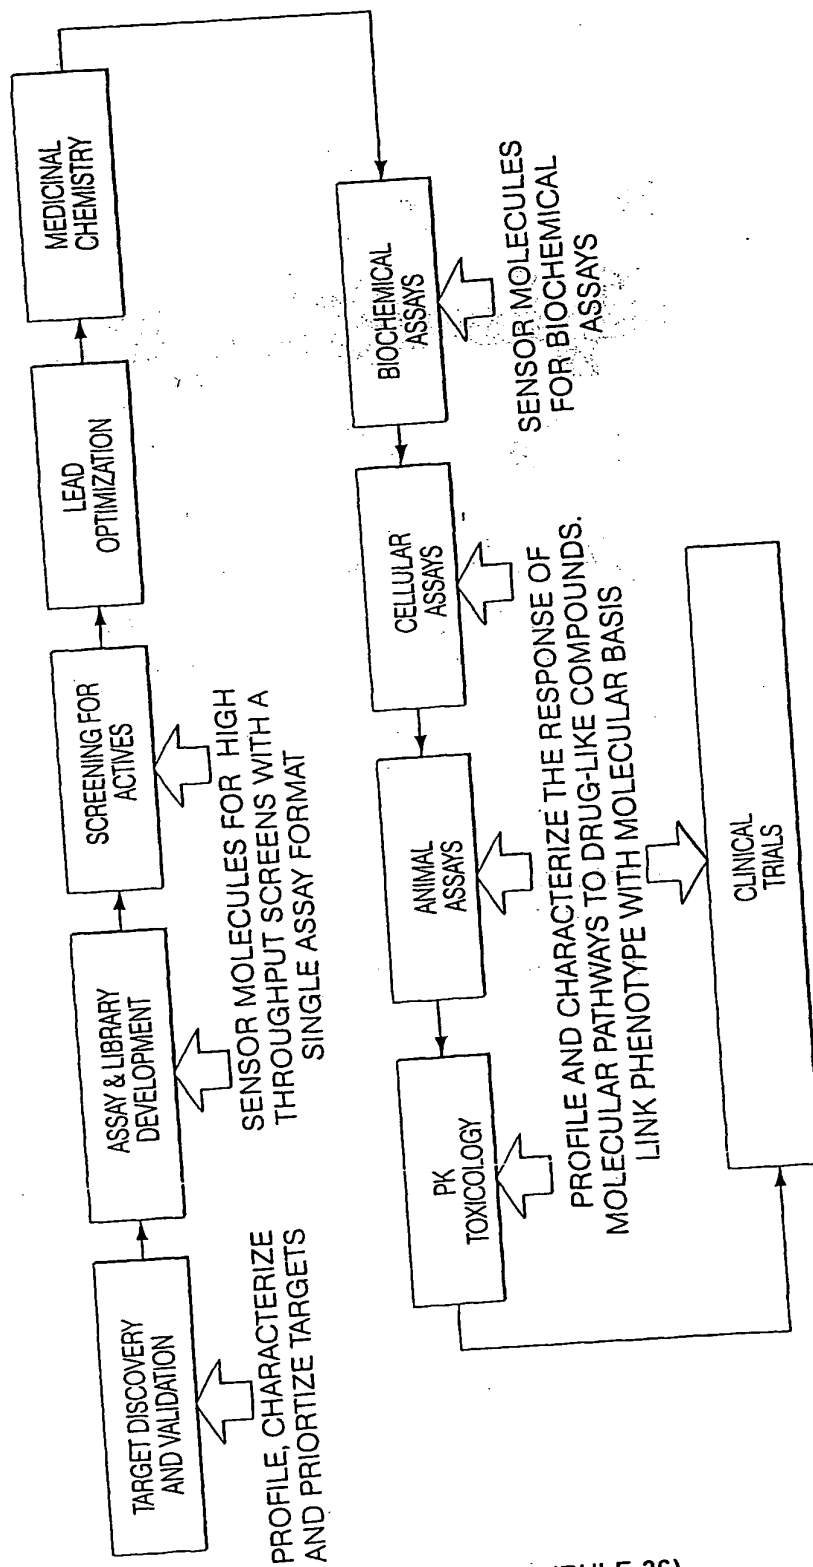 TARGET DISCOVERY
AND VALIDATION
PROFILE, CHARACTERIZE
AND PRIORTIZE TARGETS
ASSAY & LIBRARY
DEVELOPMENT
SCREENING FOR
ACTIVES
SENSOR MOLECULES FOR HIGH
THROUGHPUT SCREENS WITH A
SINGLE ASSAY FORMAT
LEAD
OPTIMIZATION
MEDICINAL
CHEMISTRY
BIOCHEMICAL
ASSAYS
SENSOR MOLECULES
FOR BIOCHEMICAL
ASSAYS
CELLULAR
ASSAYS
ANIMAL
ASSAYS
PK
TOXICOLOGY
PROFILE AND CHARACTERIZE THE RESPONSE OF
MOLECULAR PATHWAYS TO DRUG-LIKE COMPOUNDS.
LINK PHENOTYPE WITH MOLECULAR BASIS
CLINICAL
TRIALS